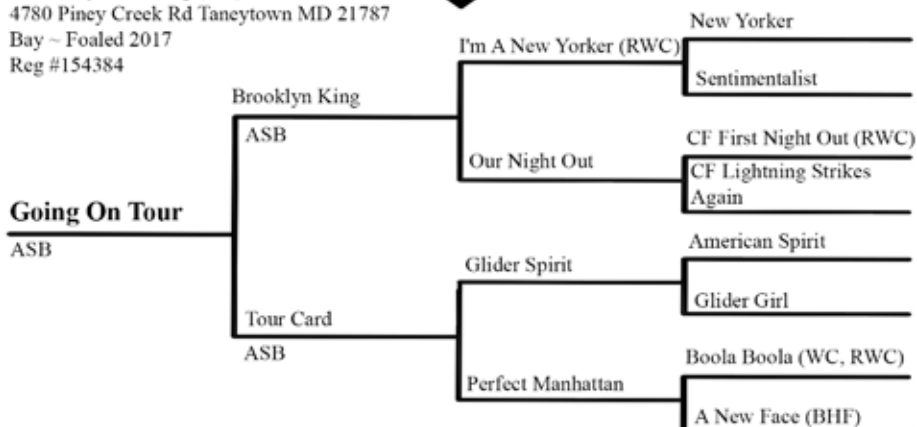 4780 Piney Creek Rd Taneytown MD 21787
Bay ~ Foaled 2017
Reg #154384
New Yorker
I'm A New Yorker (RWC)
Sentimentalist
Brooklyn King
ASB
CF First Night Out (RWC)
Our Night Out
CF Lightning Strikes
Again
Going On Tour
ASB
American Spirit
Glider Spirit
Glider Girl
Tour Card
ASB
Boola Boola (WC, RWC)
Perfect Manhattan
A New Face (BHF)